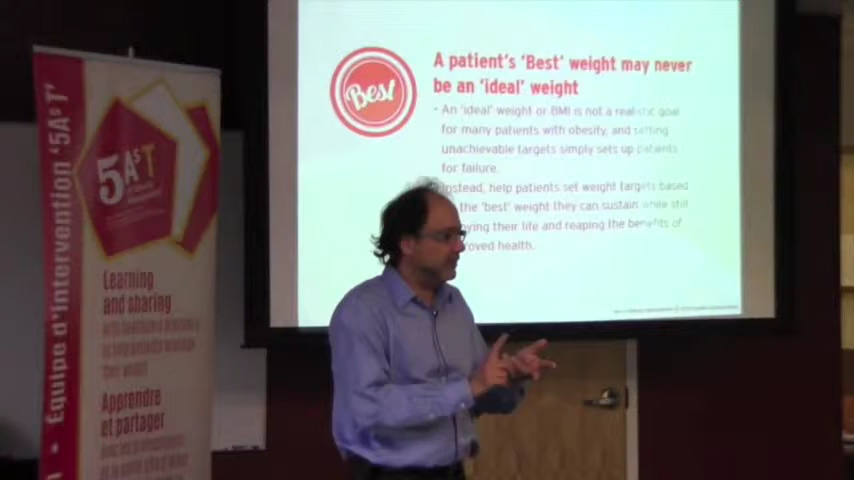 Équipe d'intervention '5A's T'
5AsT
Learning
and sharing
Apprendre
et partager
Best
A patient's 'Best' weight may never
be an 'ideal' weight
- An 'ideal' weight or BMI is not a realistic goal
for many patients with obesity, and setting
unachievable targets simply sets up patients
for failure.
Instead, help patients set weight targets based
the 'best' weight they can sustain while still
oying their life and reaping the benefits of
roved health.